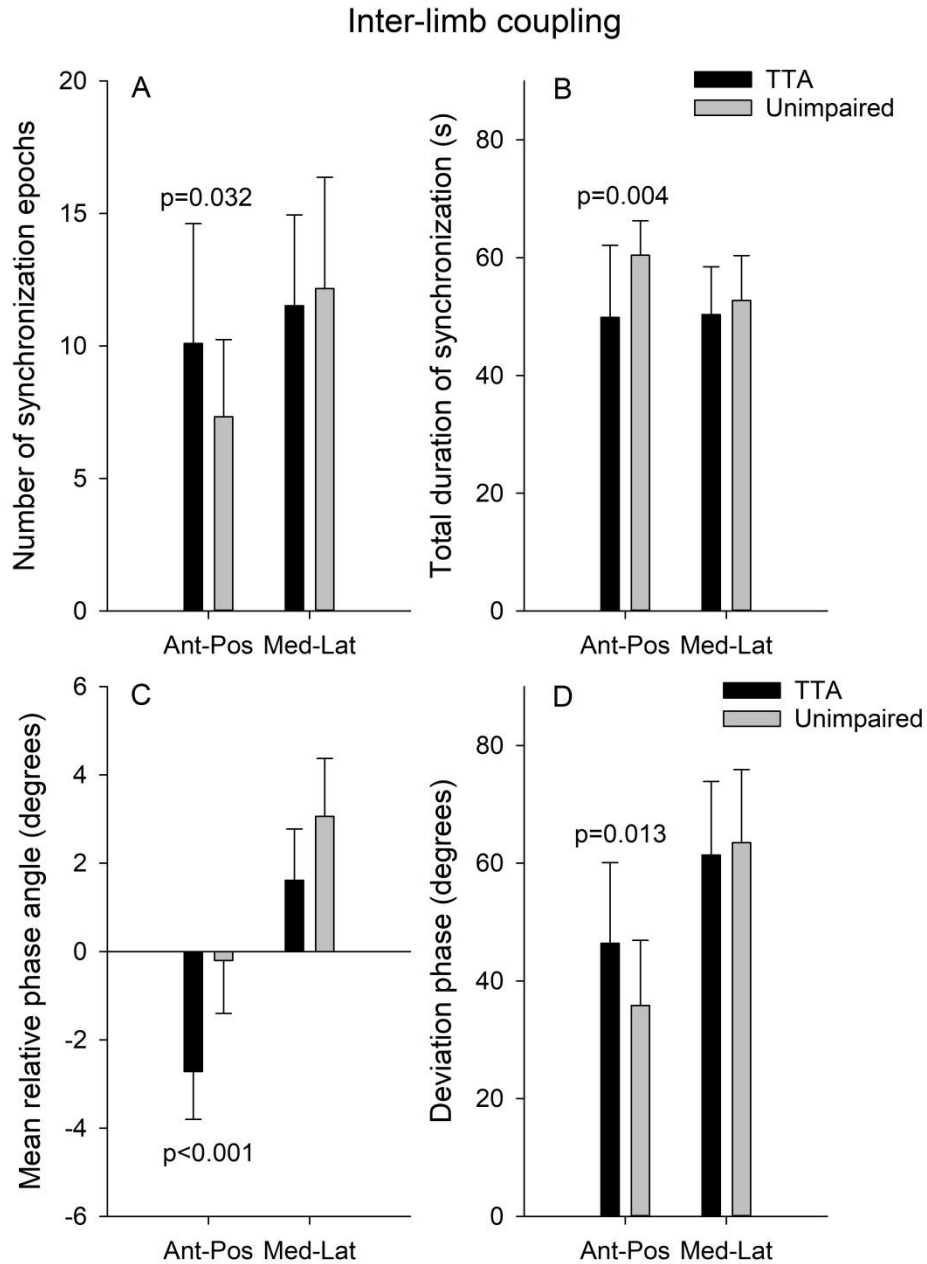 Inter-limb coupling
A
Number of synchronization epochs
20
15
10
5
0
p=0.032
Ant-Pos Med-Lat
B
TTA
Unimpaired
Total duration of synchronization (s)
80
60
40
20
0
p=0.004
Ant-Pos Med-Lat
C
Mean relative phase angle (degrees)
6
4
2
0
-2
-4
-6
p<0.001
Ant-Pos Med-Lat
D
TTA
Unimpaired
Deviation phase (degrees)
80
60
40
20
0
p=0.013
Ant-Pos Med-Lat